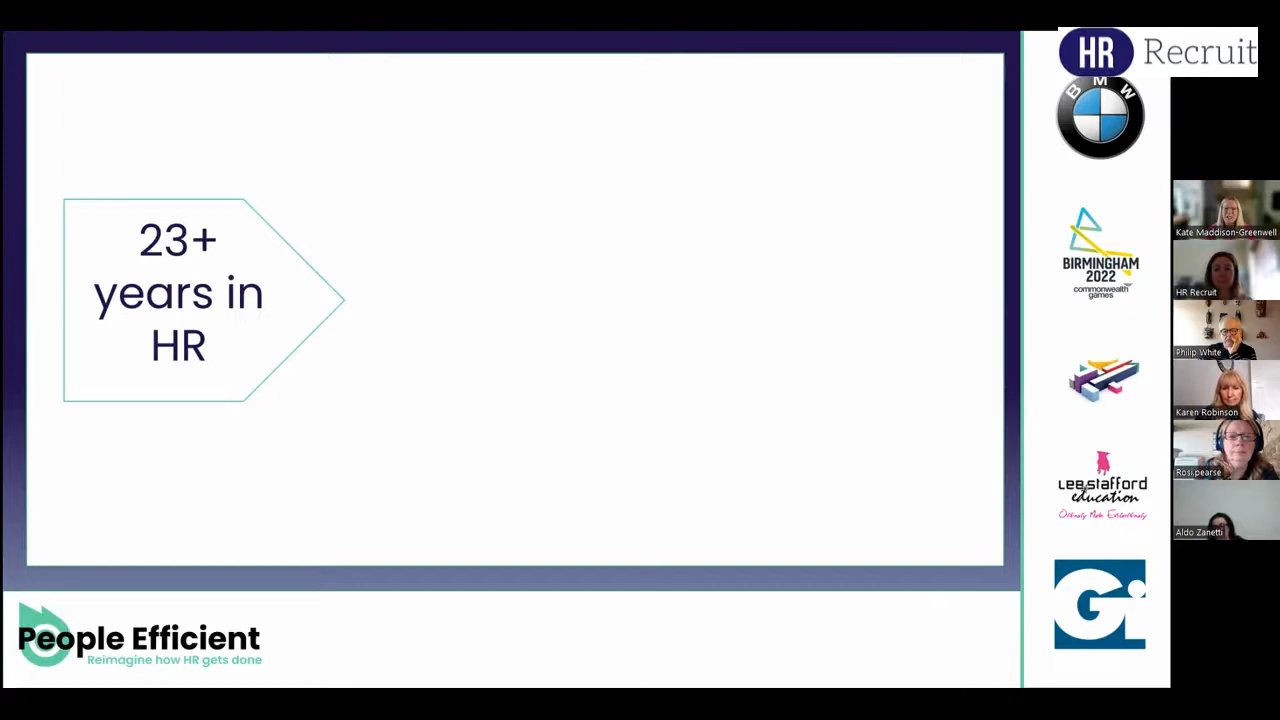 HR Recruit
BMW
23+
years in
HR
BIRMINGHAM
2022
commonwealth
games
Lee stafford
education
Gi
People Efficient
Reimagine how HR gets done
Kate Maddison-Greenwell
HR Recruit
Philip White
Karen Robinson
Rosi.pearse
Aldo Zanetti